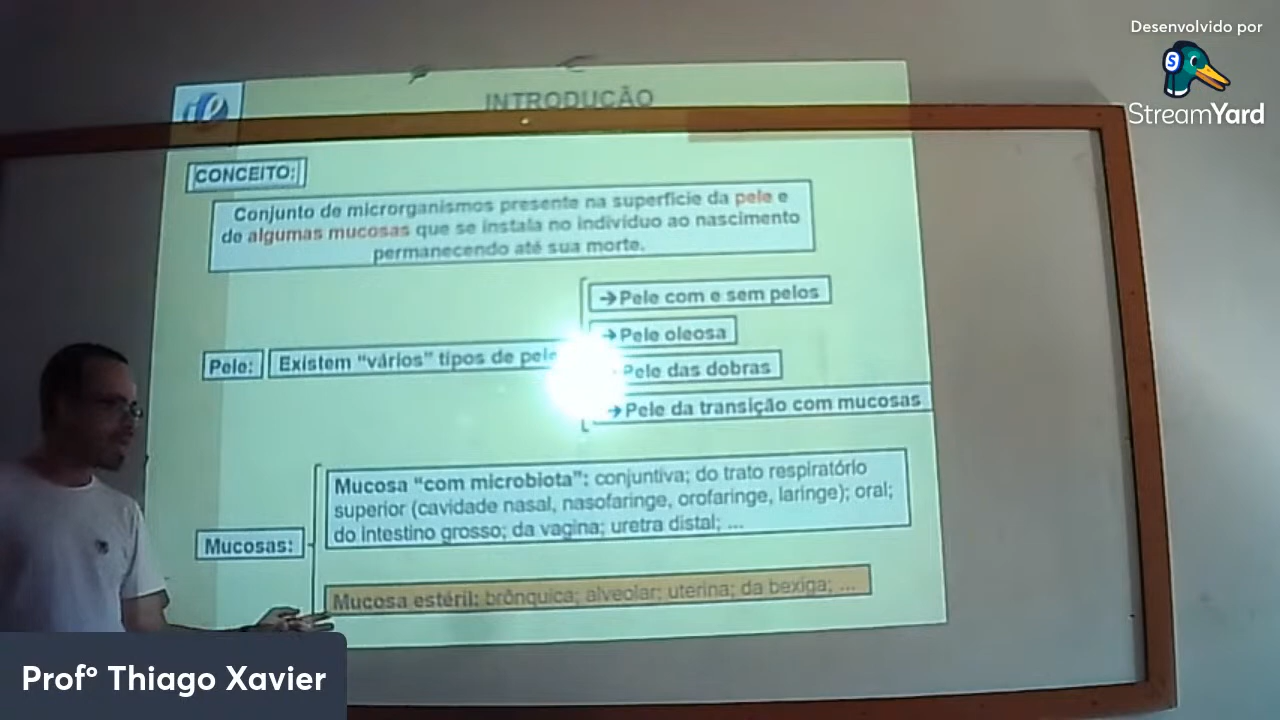 Desenvolvido por
StreamYard
INTRODUÇÃO
CONCEITO:
Conjunto de microrganismos presente na superfície da pele e
de algumas mucosas que se instala no indivíduo ao nascimento
permanecendo até sua morte.
Pele: Existem “vários” tipos de pele
➔Pele com e sem pelos
➔Pele oleosa
Pele das dobras
➔Pele da transição com mucosas
Mucosas:
Mucosa “com microbiota”: conjuntiva; do trato respiratório
superior (cavidade nasal, nasofaringe, orofaringe, laringe); oral;
do intestino grosso; da vagina; uretra distal; ...
Mucosa estéril: brônquica; alveolar; uterina; da bexiga; ...
Profº Thiago Xavier